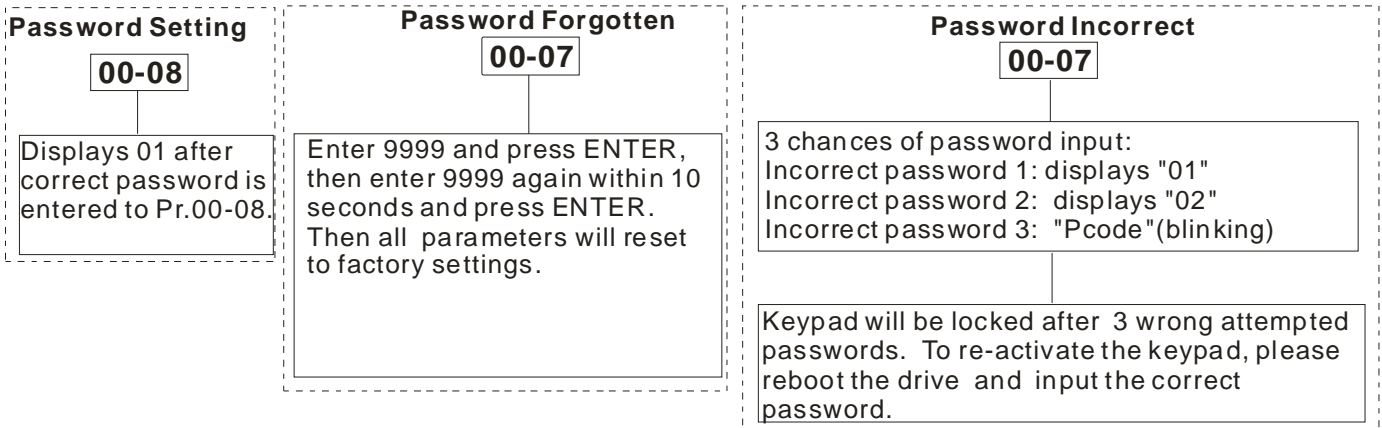 Password Setting
00-08
Displays 01 after
correct password is
entered to Pr.00-08.
Password Forgotten
00-07
Enter 9999 and press ENTER,
then enter 9999 again within 10
seconds and press ENTER.
Then all parameters will reset
to factory settings.
Password Incorrect
00-07
3 chances of password input:
Incorrect password 1: displays "01"
Incorrect password 2: displays "02"
Incorrect password 3: "Pcode"(blinking)
Keypad will be locked after 3 wrong attempted
passwords. To re-activate the keypad, please
reboot the drive and input the correct
password.